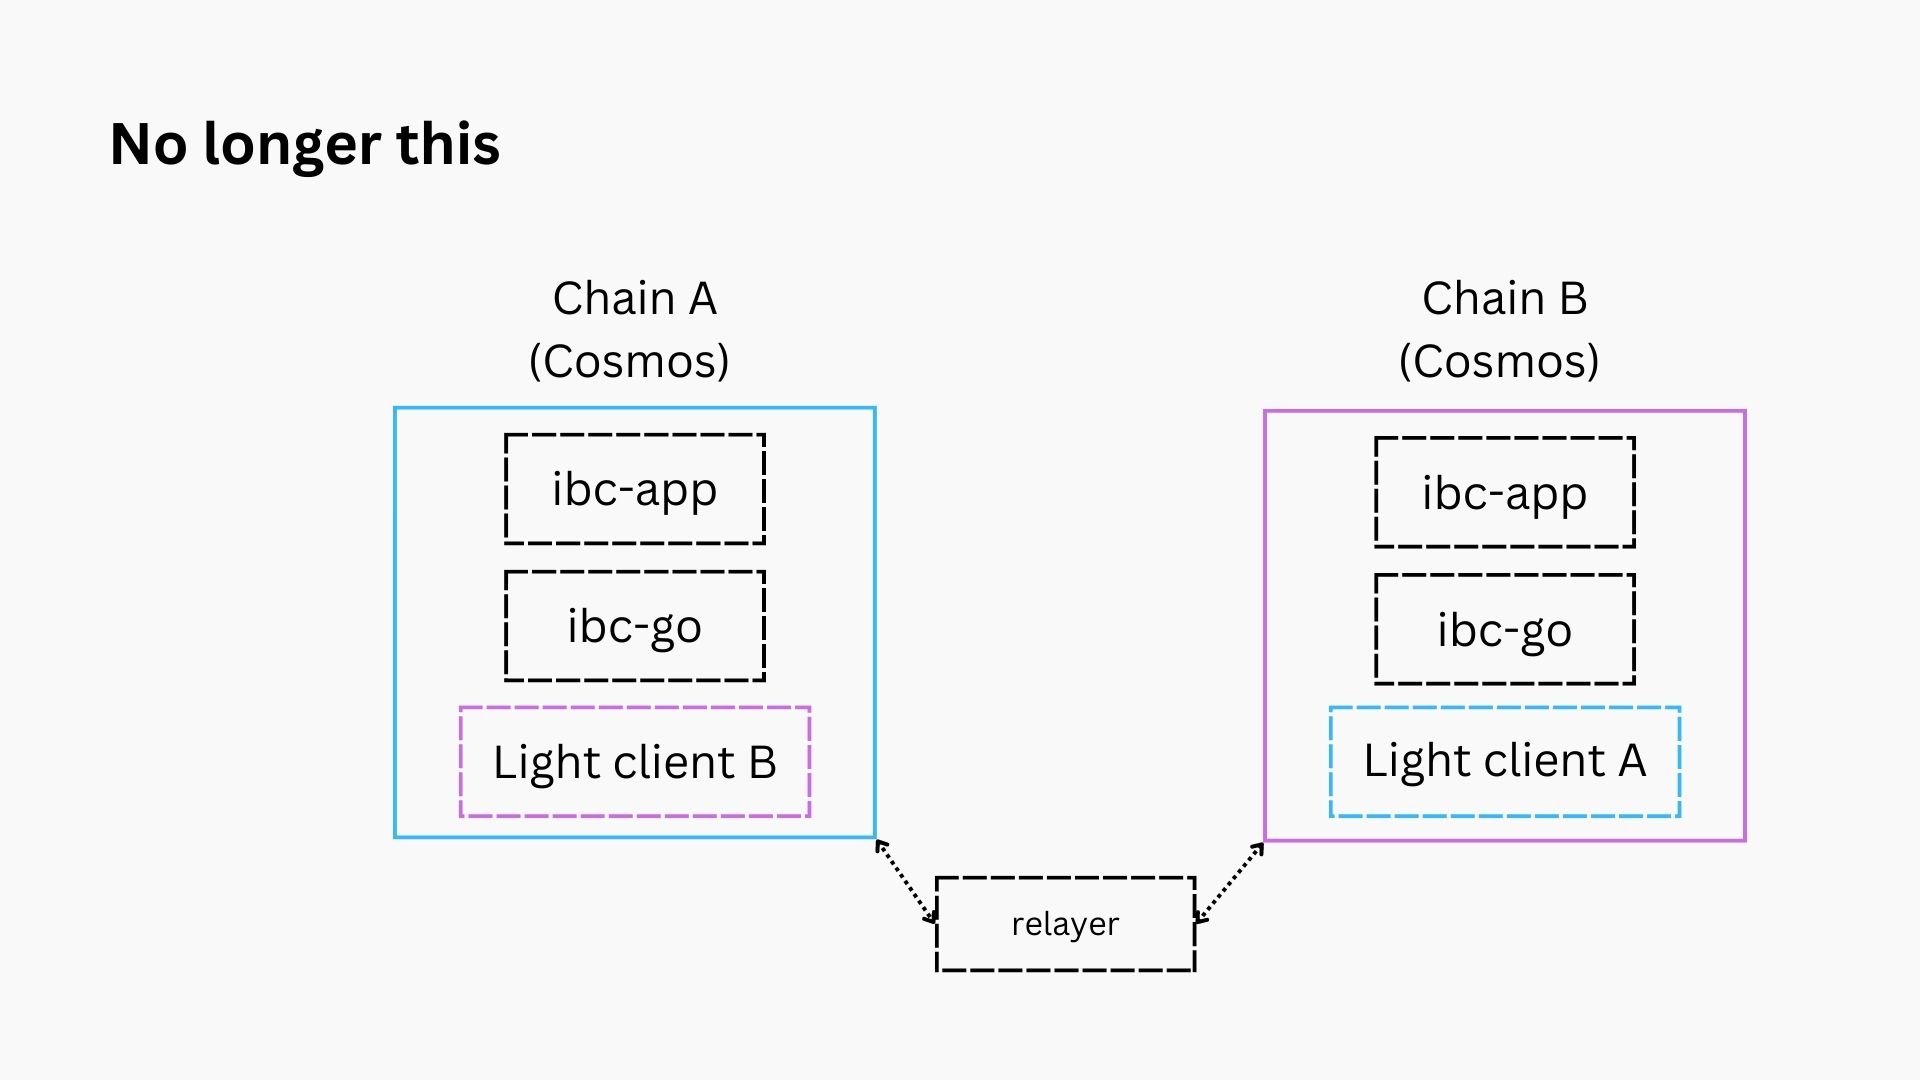 No longer this
Chain A
(Cosmos)
ibc-app
ibc-go
Light client B
Chain B
(Cosmos)
ibc-app
ibc-go
Light client A
relayer